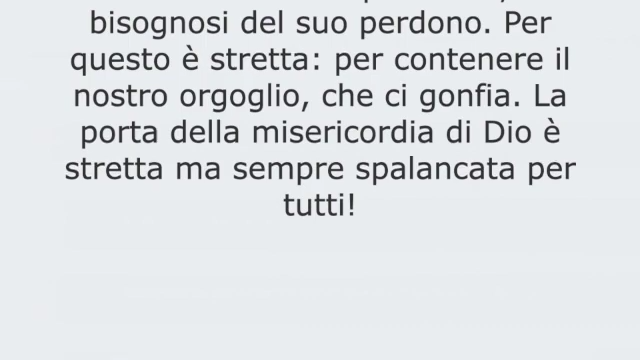 bisognosi del suo perdono. Per
questo è stretta: per contenere il
nostro orgoglio, che ci gonfia. La
porta della misericordia di Dio è
stretta ma sempre spalancata per
tutti!